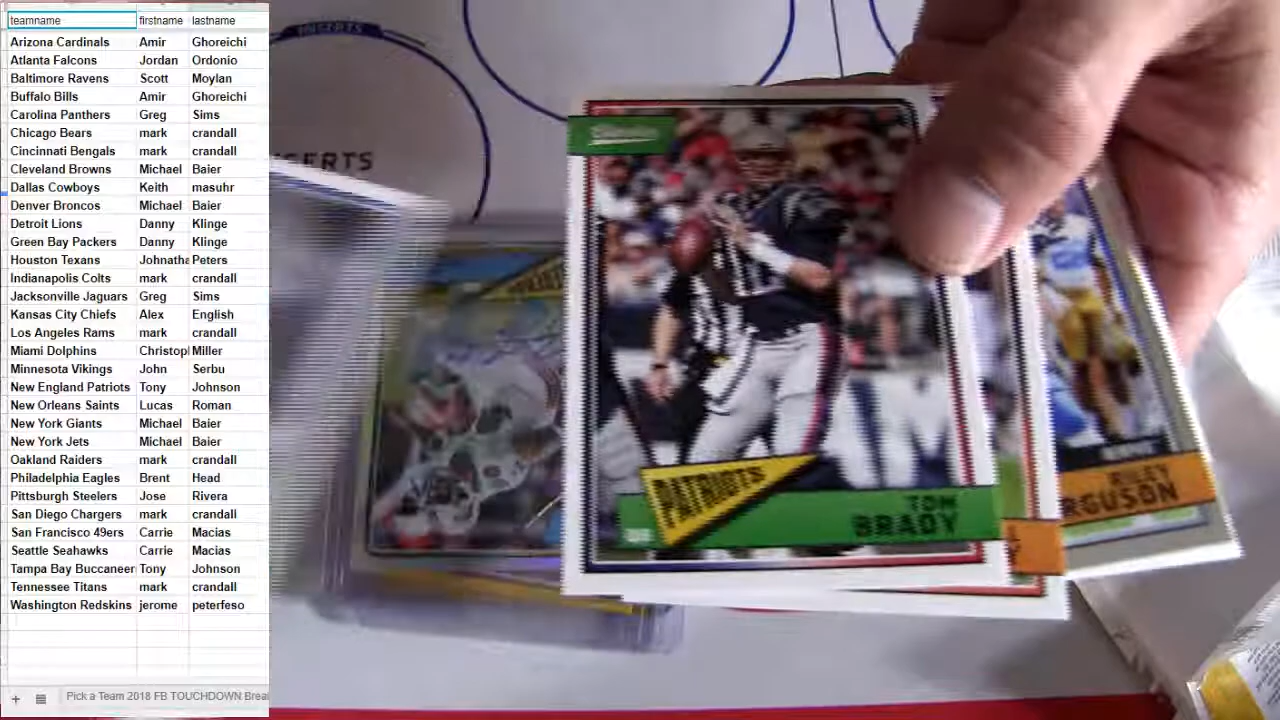 teamname firstname lastname
Arizona Cardinals Amir Ghoreichi
Atlanta Falcons Jordan Ordonio
Baltimore Ravens Scott Moylan
Buffalo Bills Amir Ghoreichi
Carolina Panthers Greg Sims
Chicago Bears mark crandall
Cincinnati Bengals mark crandall
Cleveland Browns Michael Baier
Dallas Cowboys Keith masuhr
Denver Broncos Michael Baier
Detroit Lions Danny Klinge
Green Bay Packers Danny Klinge
Houston Texans Johnatha Peters
Indianapolis Colts mark crandall
Jacksonville Jaguars Greg Sims
Kansas City Chiefs Alex English
Los Angeles Rams mark crandall
Miami Dolphins Christop Miller
Minnesota Vikings John Serbu
New England Patriots Tony Johnson
New Orleans Saints Lucas Roman
New York Giants Michael Baier
New York Jets Michael Baier
Oakland Raiders mark crandall
Philadelphia Eagles Brent Head
Pittsburgh Steelers Jose Rivera
San Diego Chargers mark crandall
San Francisco 49ers Carrie Macias
Seattle Seahawks Carrie Macias
Tampa Bay Buccaneer Tony Johnson
Tennessee Titans mark crandall
Washington Redskins jerome peterfeso
Pick a Team 2018 FB TOUCHDOWN Break
INSERTS
INSERTS
PATRIOTS
TOM
BRADY
RGUSON